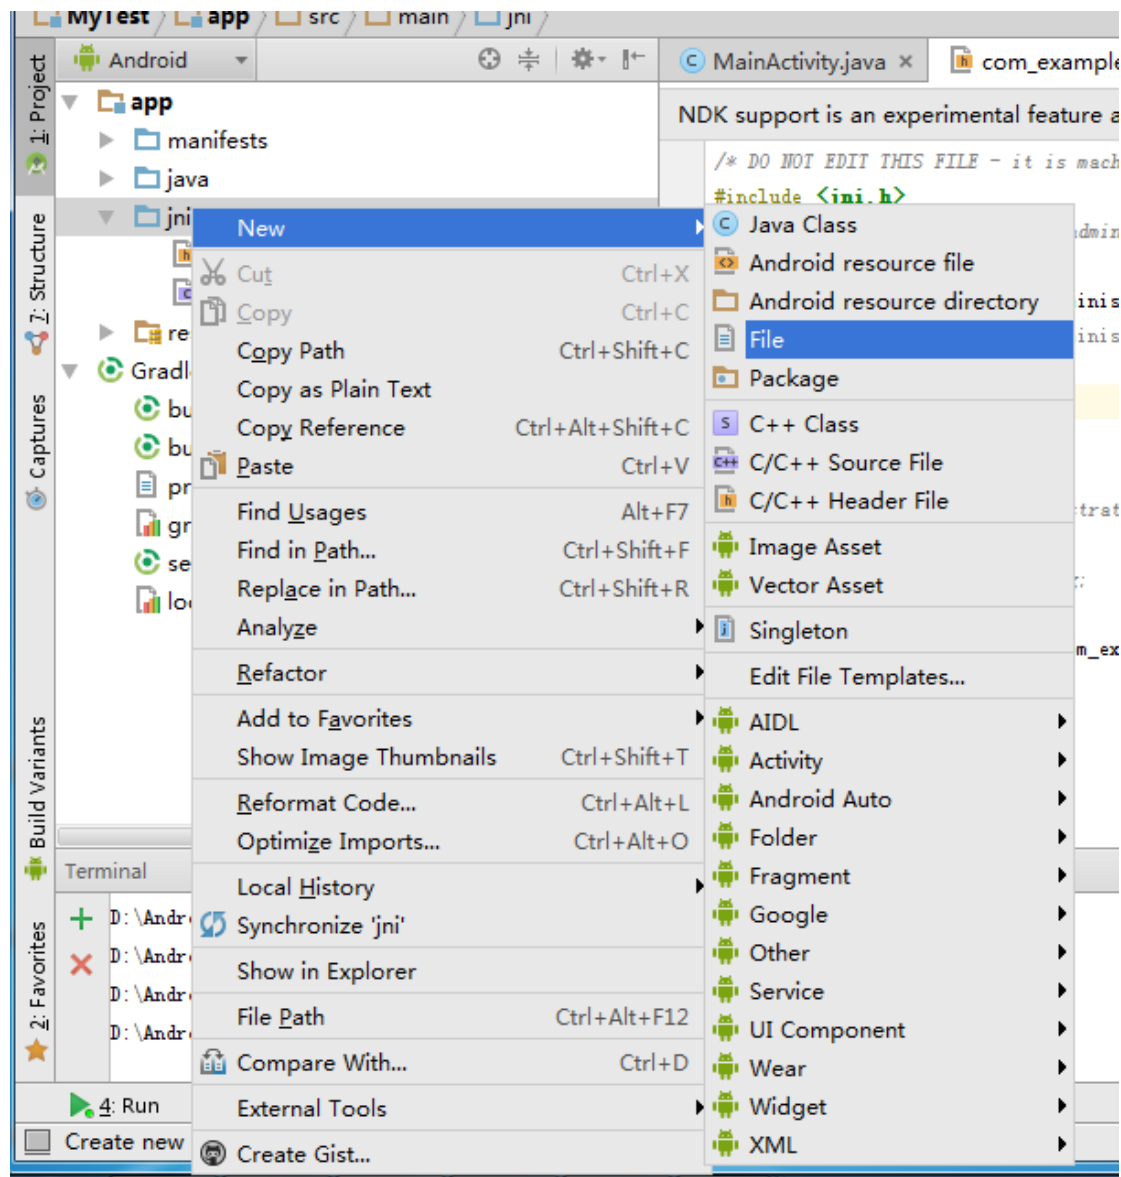 MyTest app src main jni
1: Project
7: Structure
Captures
Build Variants
2: Favorites
Android
app
manifests
java
jni
Terminal
D:\Andr
D:\Andr
D:\Andr
D:\Andr
4: Run
Create new
MainActivity.java
com_example
NDK support is an experimental feature a
/* DO NOT EDIT THIS FILE - it is mach
#include <jni.h>
New
Cut Ctrl+X
Copy Ctrl+C
Copy Path Ctrl+Shift+C
Copy as Plain Text
Copy Reference Ctrl+Alt+Shift+C
Paste Ctrl+V
Find Usages Alt+F7
Find in Path... Ctrl+Shift+F
Replace in Path... Ctrl+Shift+R
Analyze
Refactor
Add to Favorites
Show Image Thumbnails Ctrl+Shift+T
Reformat Code... Ctrl+Alt+L
Optimize Imports... Ctrl+Alt+O
Local History
Synchronize 'jni'
Show in Explorer
File Path Ctrl+Alt+F12
Compare With... Ctrl+D
External Tools
Create Gist...
Java Class
Android resource file
Android resource directory
File
Package
C++ Class
C/C++ Source File
C/C++ Header File
Image Asset
Vector Asset
Singleton
Edit File Templates...
AIDL
Activity
Android Auto
Folder
Fragment
Google
Other
Service
UI Component
Wear
Widget
XML